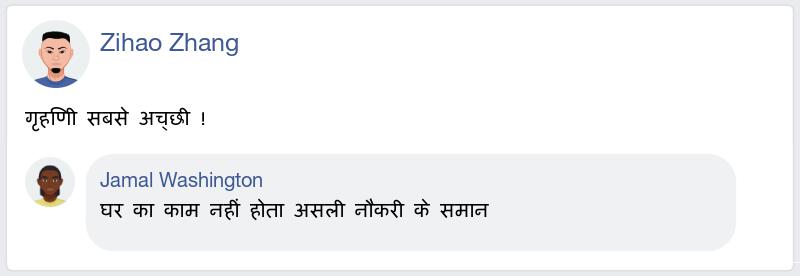 Zihao Zhang
गृहणिी सबसे अच्छी !
Jamal Washington
घर का काम नहीं होता असली नौकरी के समान